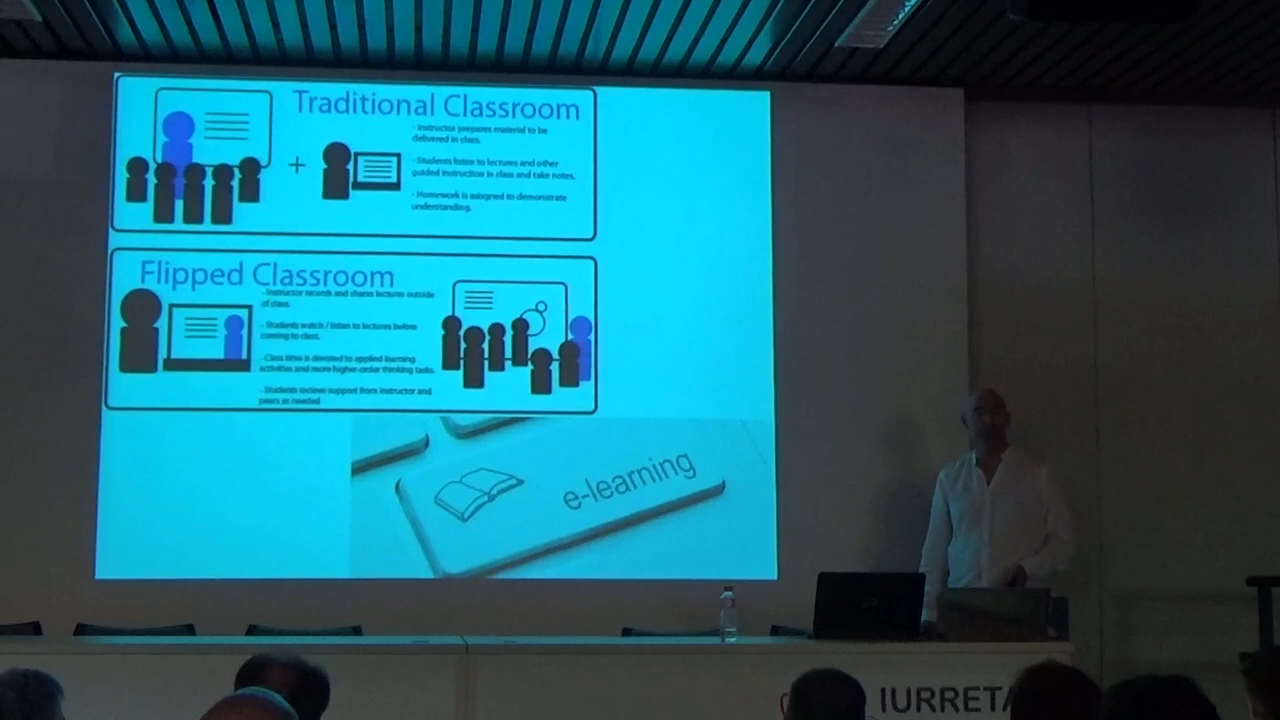 Traditional Classroom
- Instructor prepares material to be
delivered in class.
- Students listen to lectures and other
guided instruction in class and take notes.
- Homework is assigned to demonstrate
understanding.
+
Flipped Classroom
- Instructor records and shares lectures outside
of class.
- Students watch / listen to lectures before
coming to class.
- Class time is devoted to applied learning
activities and more higher-order thinking tasks.
- Students recieve support from instructor and
peers as needed
e-learning
IURRETA